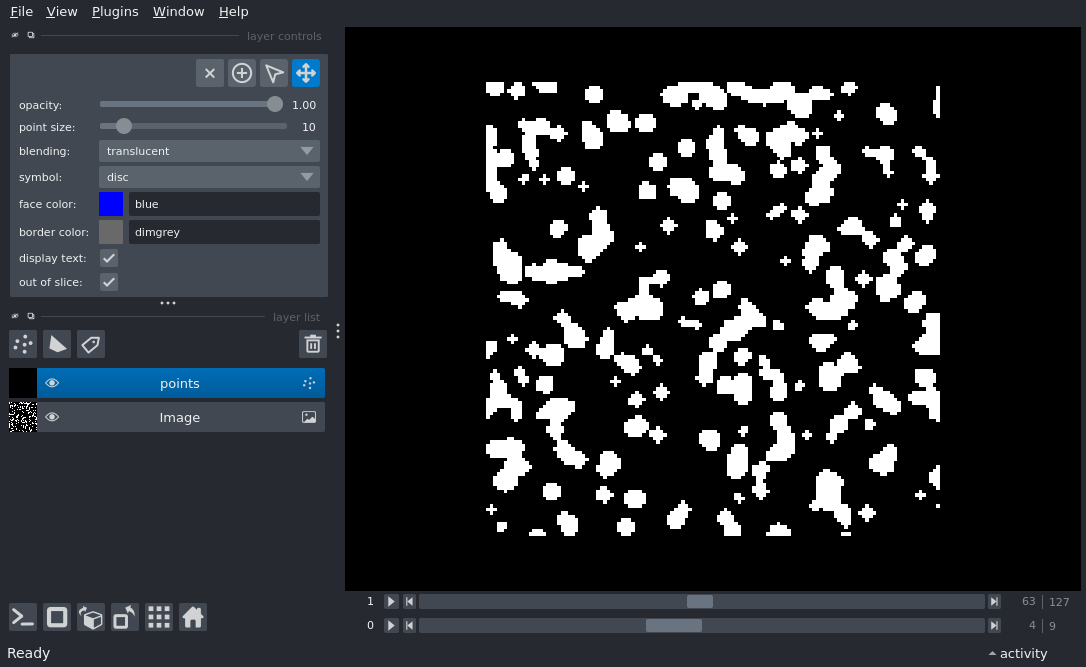 File View Plugins Window Help
layer controls
opacity: 1.00
point size: 10
blending: translucent
symbol: disc
face color: blue
border color: dimgrey
display text:
out of slice:
layer list
points
Image
1 63 | 127
0 4 | 9
Ready activity